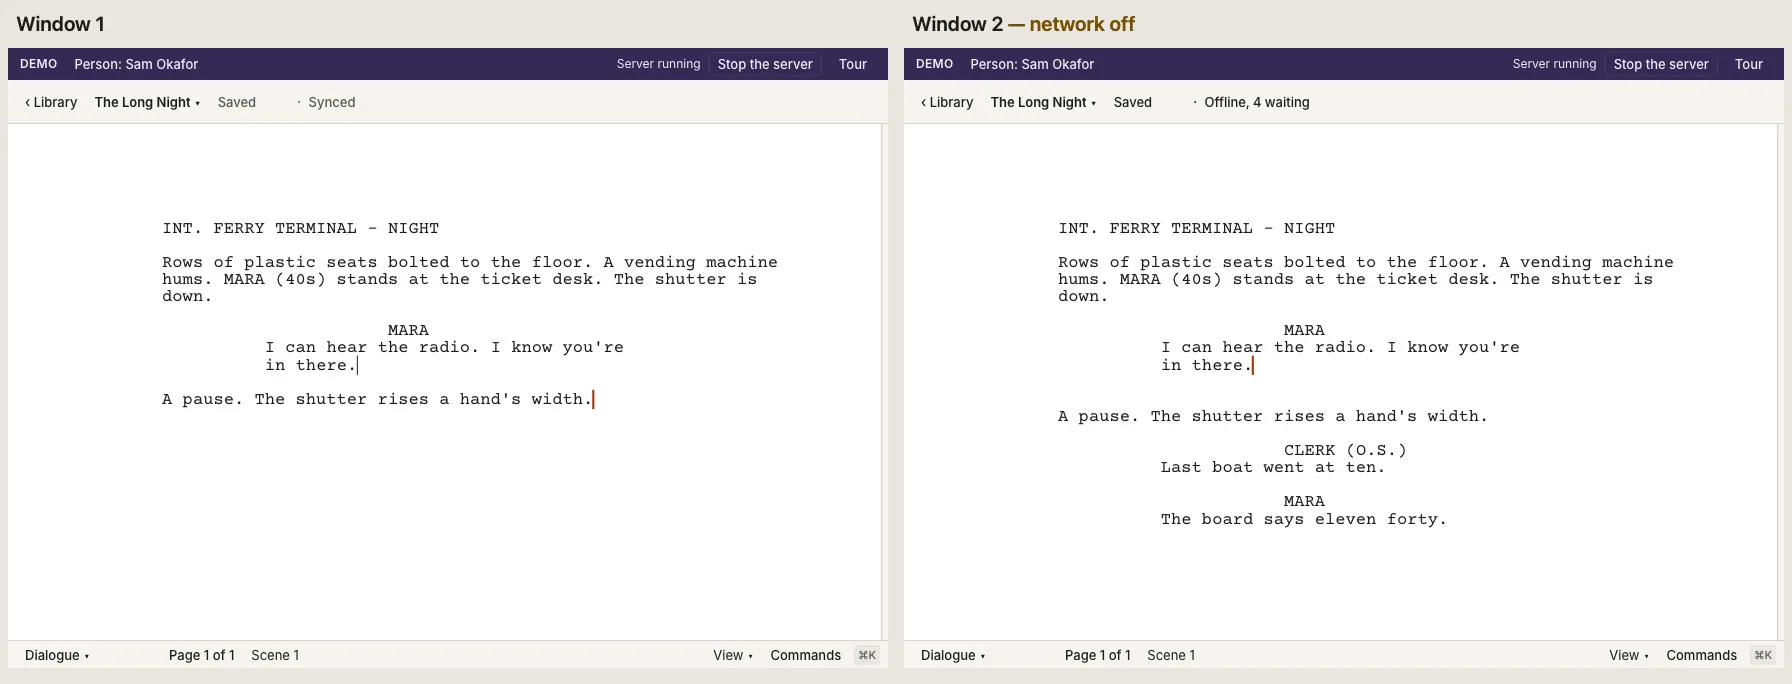 Window 1
DEMO Person: Sam Okafor Server running Stop the server Tour
‹ Library The Long Night ▾ Saved · Synced
INT. FERRY TERMINAL - NIGHT
Rows of plastic seats bolted to the floor. A vending machine
hums. MARA (40s) stands at the ticket desk. The shutter is
down.
MARA
I can hear the radio. I know you're
in there.
A pause. The shutter rises a hand's width.
Dialogue ▾ Page 1 of 1 Scene 1 View ▾ Commands ⌘K
Window 2 — network off
DEMO Person: Sam Okafor Server running Stop the server Tour
‹ Library The Long Night ▾ Saved · Offline, 4 waiting
INT. FERRY TERMINAL - NIGHT
Rows of plastic seats bolted to the floor. A vending machine
hums. MARA (40s) stands at the ticket desk. The shutter is
down.
MARA
I can hear the radio. I know you're
in there.
A pause. The shutter rises a hand's width.
CLERK (O.S.)
Last boat went at ten.
MARA
The board says eleven forty.
Dialogue ▾ Page 1 of 1 Scene 1 View ▾ Commands ⌘K